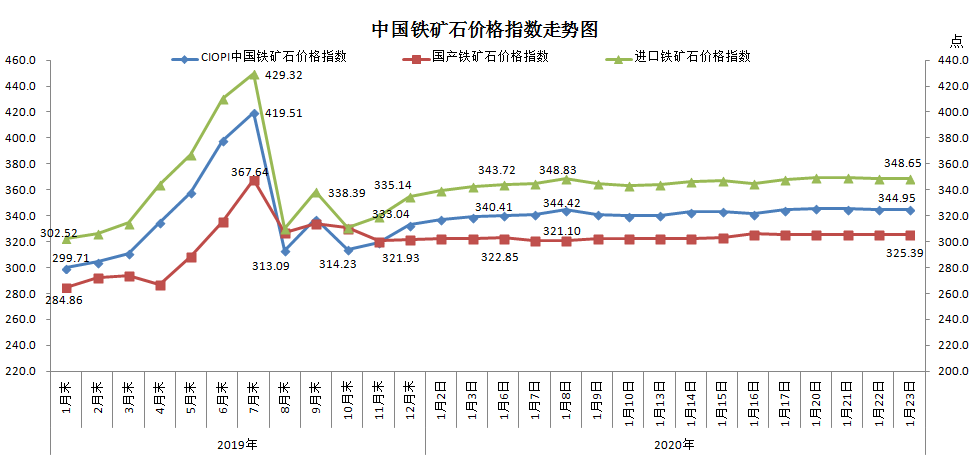 中国铁矿石价格指数走势图
点
CIOPI中国铁矿石价格指数 国产铁矿石价格指数 进口铁矿石价格指数
460.0
440.0
420.0
400.0
380.0
360.0
340.0
320.0
300.0
280.0
260.0
240.0
220.0
440.0
420.0
400.0
380.0
360.0
340.0
320.0
300.0
280.0
260.0
240.0
220.0
200.0
429.32
419.51
367.64
338.39
335.14
343.72
348.83
348.65
333.04
340.41
344.42
344.95
302.52
299.71
284.86
313.09
314.23
321.93
322.85
321.10
325.39
1月末
2月末
3月末
4月末
5月末
6月末
7月末
8月末
9月末
10月末
11月末
12月末
1月2日
1月3日
1月6日
1月7日
1月8日
1月9日
1月10日
1月13日
1月14日
1月15日
1月16日
1月17日
1月20日
1月21日
1月22日
1月23日
2019年 2020年